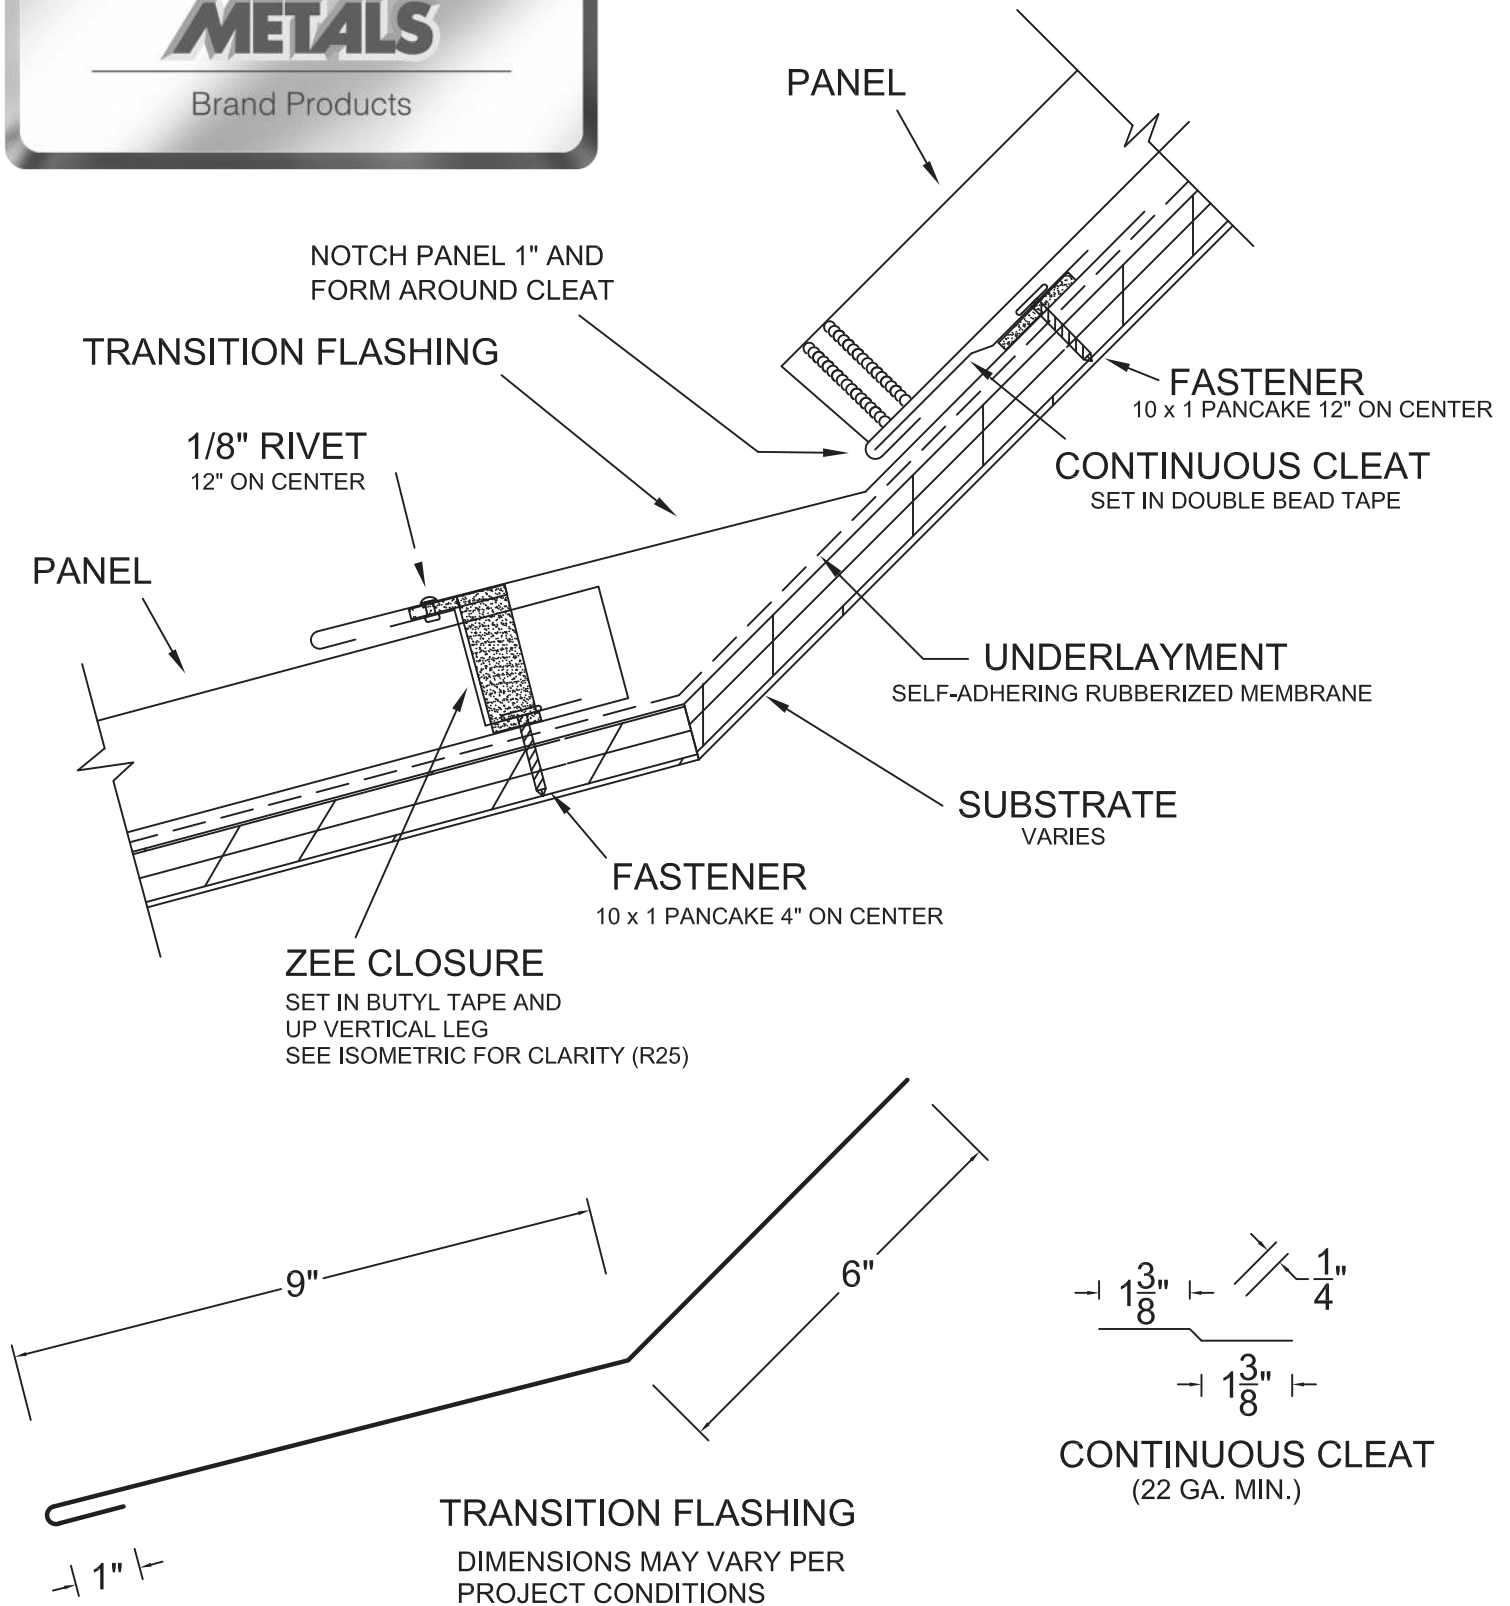 METALS
Brand Products
PANEL
NOTCH PANEL 1" AND
FORM AROUND CLEAT
TRANSITION FLASHING
1/8" RIVET
12" ON CENTER
PANEL
FASTENER
10 x 1 PANCAKE 12" ON CENTER
CONTINUOUS CLEAT
SET IN DOUBLE BEAD TAPE
UNDERLAYMENT
SELF-ADHERING RUBBERIZED MEMBRANE
SUBSTRATE
VARIES
FASTENER
10 x 1 PANCAKE 4" ON CENTER
ZEE CLOSURE
SET IN BUTYL TAPE AND
UP VERTICAL LEG
SEE ISOMETRIC FOR CLARITY (R25)
9"
6"
1"
TRANSITION FLASHING
DIMENSIONS MAY VARY PER
PROJECT CONDITIONS
1 3/8"
1/4"
1 3/8"
CONTINUOUS CLEAT
(22 GA. MIN.)